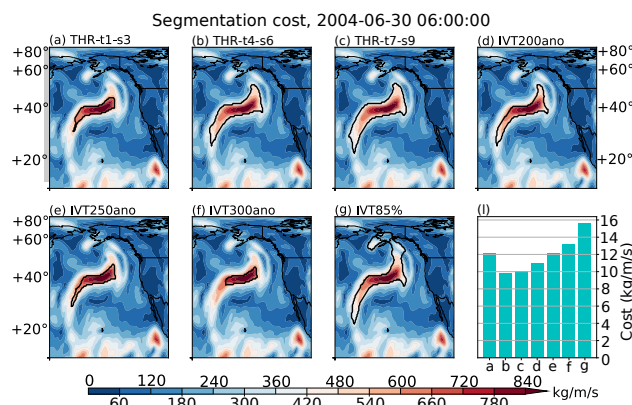 Segmentation cost, 2004-06-30 06:00:00
(a) THR-t1-s3 (b) THR-t4-s6 (c) THR-t7-s9 (d) IVT200ano
+80° +80°
+40° +40°
+20° +20°
(e) IVT250ano (f) IVT300ano (g) IVT85% (l)
+80°
+40°
+20°
16
14
12
10
8
6
4
2
0
Cost (kg/m/s)
a b c d e f g
0 120 240 360 480 600 720 840
kg/m/s
60 180 300 420 540 660 780